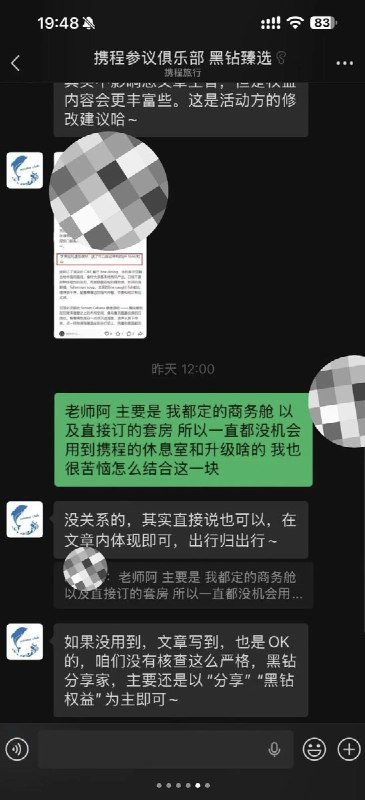 19:48
83
携程参议俱乐部 黑钻臻选
携程旅行
内容会更丰富些。这是活动方的修
改建议哈~
昨天 12:00
老师阿 主要是 我都定的商务舱 以
及直接订的套房 所以一直都没机会
用到携程的休息室和升级啥的 我也
很苦恼怎么结合这一块
没关系的，其实直接说也可以，在
文章内体现即可，出行归出行~
：老师阿 主要是 我都定的商务舱
以及直接订的套房 所以一直都没机会用...
如果没用到，文章写到，也是 OK
的，咱们没有核查这么严格，黑钻
分享家，主要还是以 “分享” “黑钻
权益” 为主即可~